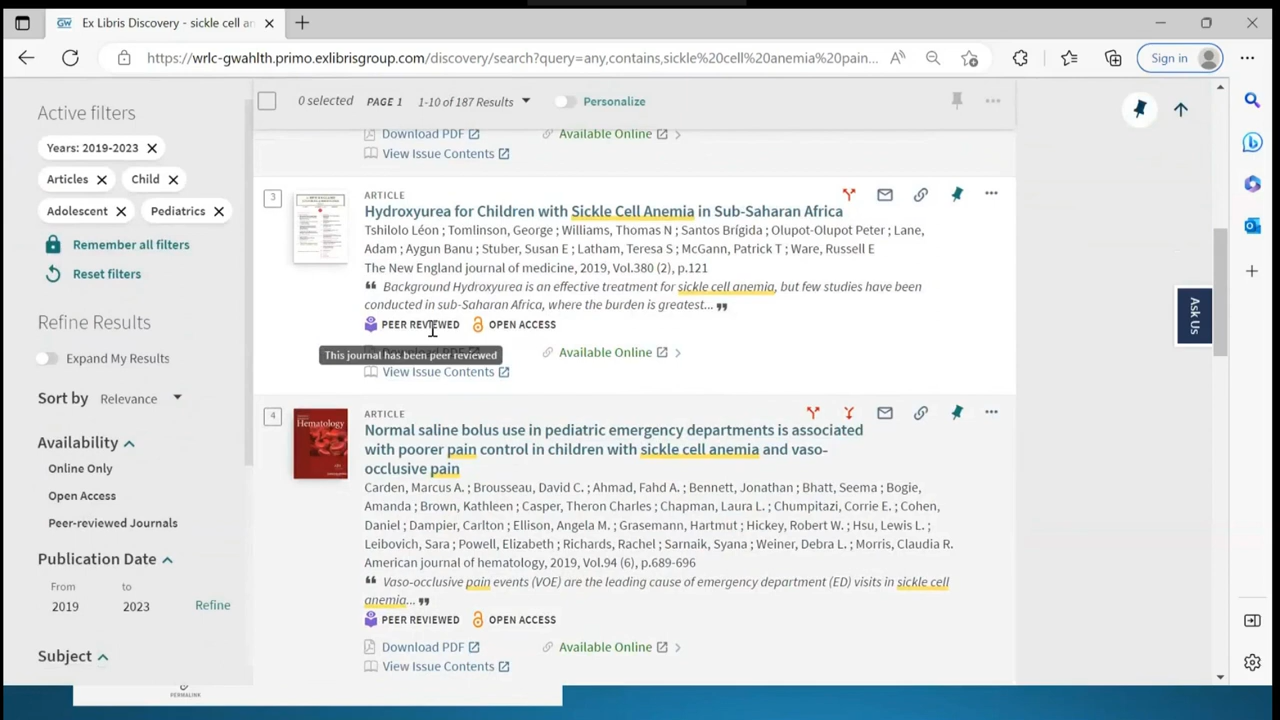 Ex Libris Discovery - sickle cell an
https://wrlc-gwahlth.primo.exlibrisgroup.com/discovery/search?query=any,contains,sickle%20cell%20anemia%20pain...
Sign in
Active filters
Years: 2019-2023
Articles
Child
Adolescent
Pediatrics
Remember all filters
Reset filters
Refine Results
Expand My Results
Sort by Relevance
Availability
Online Only
Open Access
Peer-reviewed Journals
Publication Date
From to
2019 2023 Refine
Subject
0 selected PAGE 1 1-10 of 187 Results Personalize
Download PDF Available Online
View Issue Contents
3
ARTICLE
Hydroxyurea for Children with Sickle Cell Anemia in Sub-Saharan Africa
Tshilolo Léon ; Tomlinson, George ; Williams, Thomas N ; Santos Brígida ; Olupot-Olupot Peter ; Lane,
Adam ; Aygun Banu ; Stuber, Susan E ; Latham, Teresa S ; McGann, Patrick T ; Ware, Russell E
The New England journal of medicine, 2019, Vol.380 (2), p.121
❝ Background Hydroxyurea is an effective treatment for sickle cell anemia, but few studies have been
conducted in sub-Saharan Africa, where the burden is greatest... ❞
PEER REVIEWED OPEN ACCESS
This journal has been peer reviewed
Available Online
View Issue Contents
4
Hematology
ARTICLE
Normal saline bolus use in pediatric emergency departments is associated
with poorer pain control in children with sickle cell anemia and vaso-
occlusive pain
Carden, Marcus A. ; Brousseau, David C. ; Ahmad, Fahd A. ; Bennett, Jonathan ; Bhatt, Seema ; Bogie,
Amanda ; Brown, Kathleen ; Casper, Theron Charles ; Chapman, Laura L. ; Chumpitazi, Corrie E. ; Cohen,
Daniel ; Dampier, Carlton ; Ellison, Angela M. ; Grasemann, Hartmut ; Hickey, Robert W. ; Hsu, Lewis L. ;
Leibovich, Sara ; Powell, Elizabeth ; Richards, Rachel ; Sarnaik, Syana ; Weiner, Debra L. ; Morris, Claudia R.
American journal of hematology, 2019, Vol.94 (6), p.689-696
❝ Vaso-occlusive pain events (VOE) are the leading cause of emergency department (ED) visits in sickle cell
anemia... ❞
PEER REVIEWED OPEN ACCESS
Download PDF Available Online
View Issue Contents
Ask Us
PERMALINK